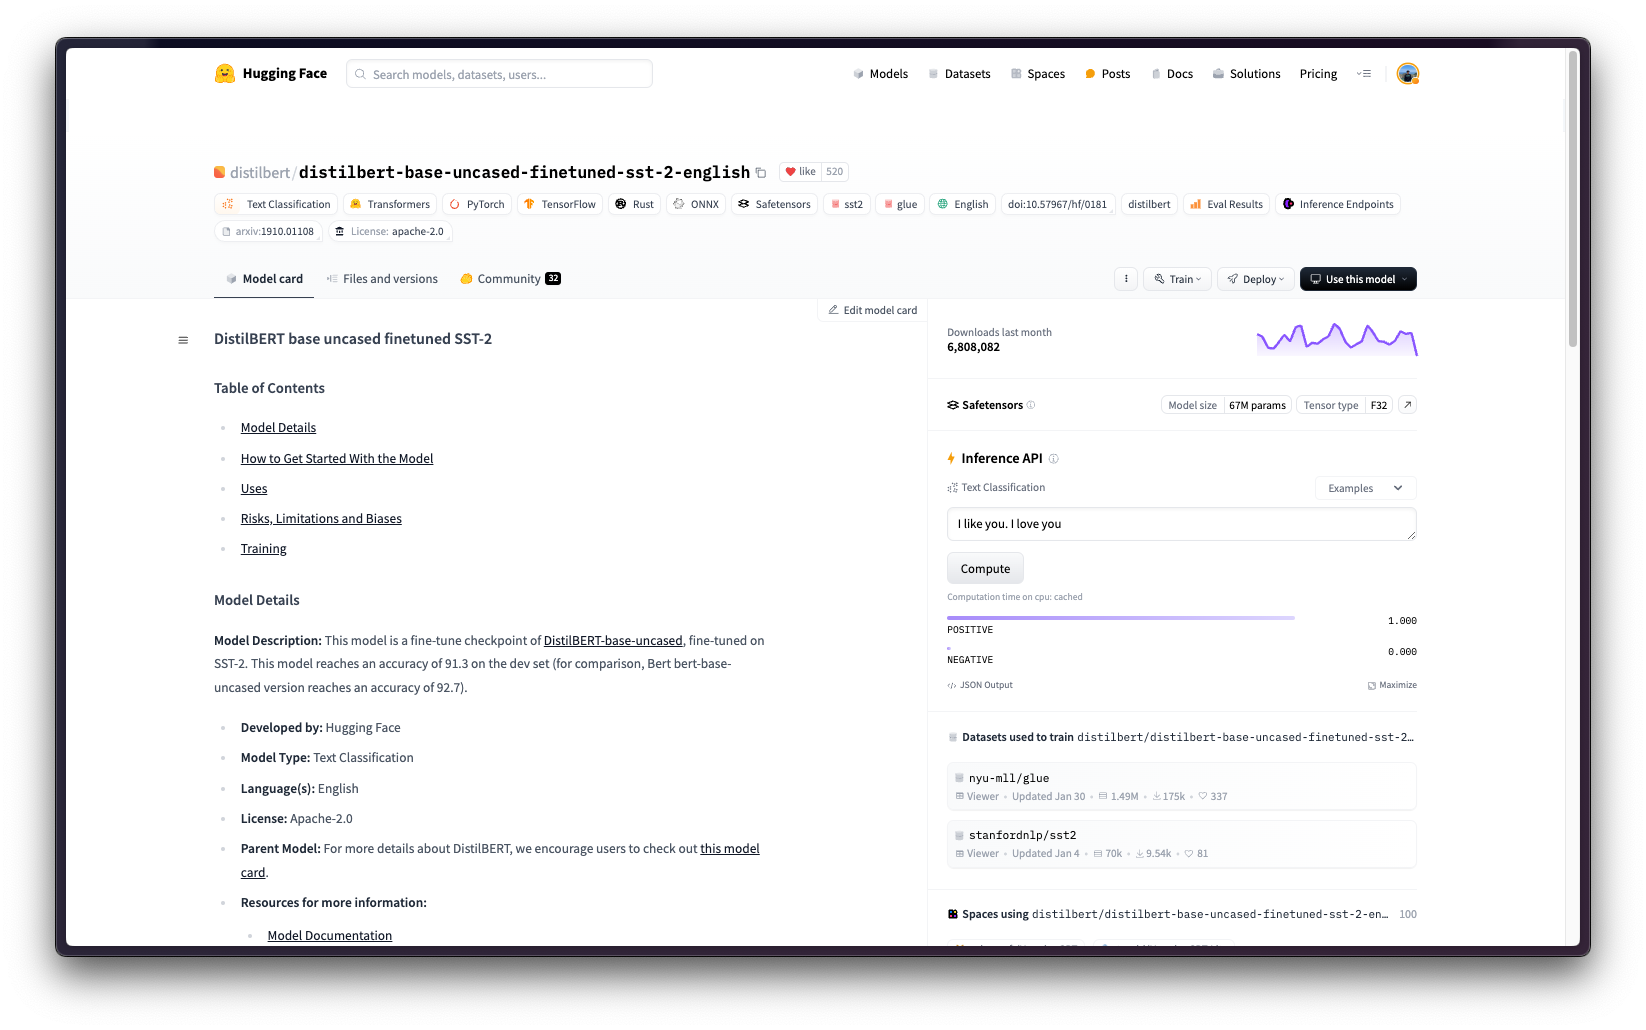 Hugging Face
Search models, datasets, users...
Models
Datasets
Spaces
Posts
Docs
Solutions
Pricing
distilbert/distilbert-base-uncased-finetuned-sst-2-english
like 520
Text Classification
Transformers
PyTorch
TensorFlow
Rust
ONNX
Safetensors
sst2
glue
English
doi:10.57967/hf/0181
distilbert
Eval Results
Inference Endpoints
arxiv:1910.01108
License: apache-2.0
Model card
Files and versions
Community 32
Train
Deploy
Use this model
Edit model card
DistilBERT base uncased finetuned SST-2
Table of Contents
Model Details
How to Get Started With the Model
Uses
Risks, Limitations and Biases
Training
Model Details
Model Description: This model is a fine-tune checkpoint of DistilBERT-base-uncased, fine-tuned on
SST-2. This model reaches an accuracy of 91.3 on the dev set (for comparison, Bert bert-base-
uncased version reaches an accuracy of 92.7).
Developed by: Hugging Face
Model Type: Text Classification
Language(s): English
License: Apache-2.0
Parent Model: For more details about DistilBERT, we encourage users to check out this model
card.
Resources for more information:
Model Documentation
Downloads last month
6,808,082
Safetensors
Model size 67M params
Tensor type F32
Inference API
Text Classification
Examples
I like you. I love you
Compute
Computation time on cpu: cached
POSITIVE 1.000
NEGATIVE 0.000
JSON Output
Maximize
Datasets used to train distilbert/distilbert-base-uncased-finetuned-sst-2…
nyu-mll/glue
Viewer • Updated Jan 30 • 1.49M • 175k • 337
stanfordnlp/sst2
Viewer • Updated Jan 4 • 70k • 9.54k • 81
Spaces using distilbert/distilbert-base-uncased-finetuned-sst-2-en… 100